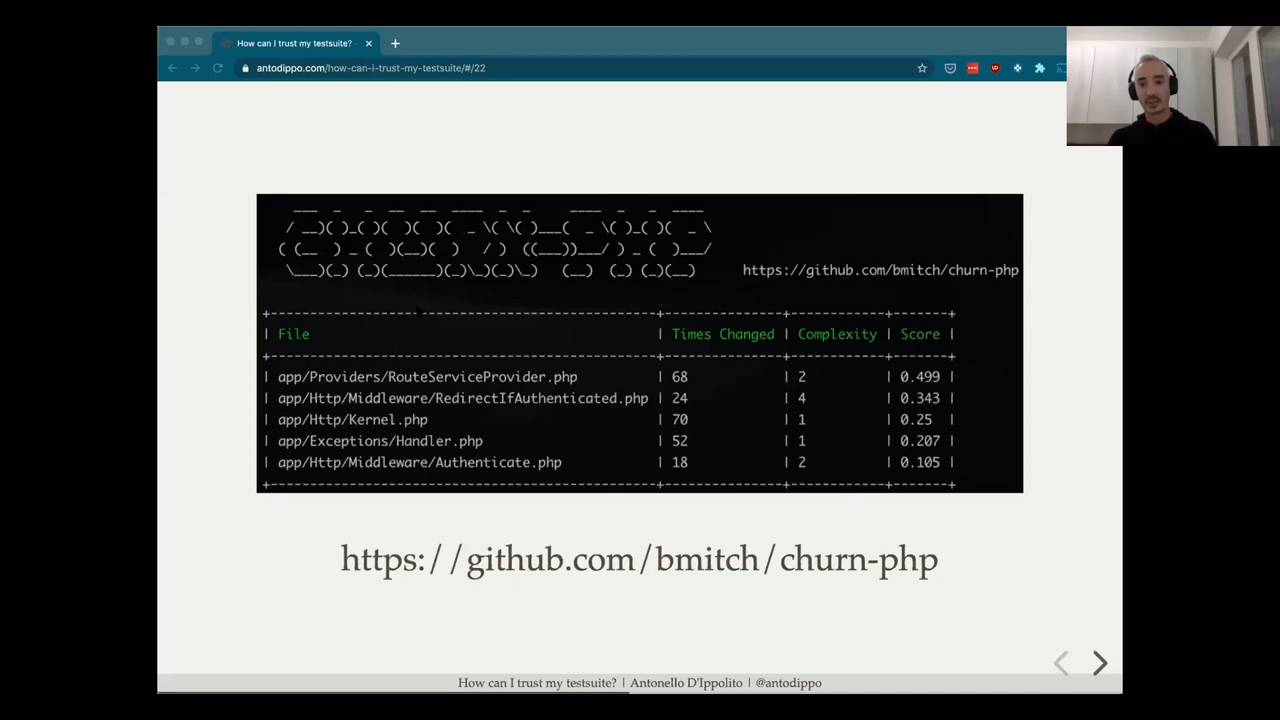 How can I trust my testsuite?
antodippo.com/how-can-i-trust-my-testsuite/#/22
https://github.com/bmitch/churn-php
File | Times Changed | Complexity | Score
app/Providers/RouteServiceProvider.php | 68 | 2 | 0.499
app/Http/Middleware/RedirectIfAuthenticated.php | 24 | 4 | 0.343
app/Http/Kernel.php | 70 | 1 | 0.25
app/Exceptions/Handler.php | 52 | 1 | 0.207
app/Http/Middleware/Authenticate.php | 18 | 2 | 0.105
https://github.com/bmitch/churn-php
How can I trust my testsuite? | Antonello D'Ippolito | @antodippo